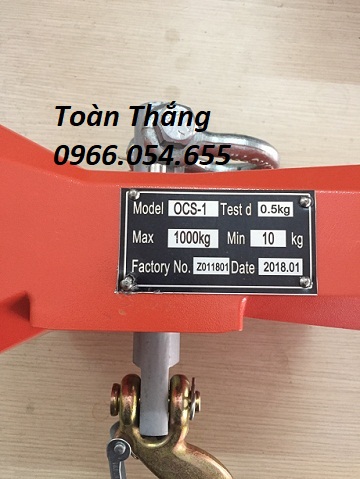 Toàn Thắng
0966.054.655
Model OCS-1 Test d 0.5kg
Max 1000kg Min 10 kg
Factory No. Z011801 Date 2018.01